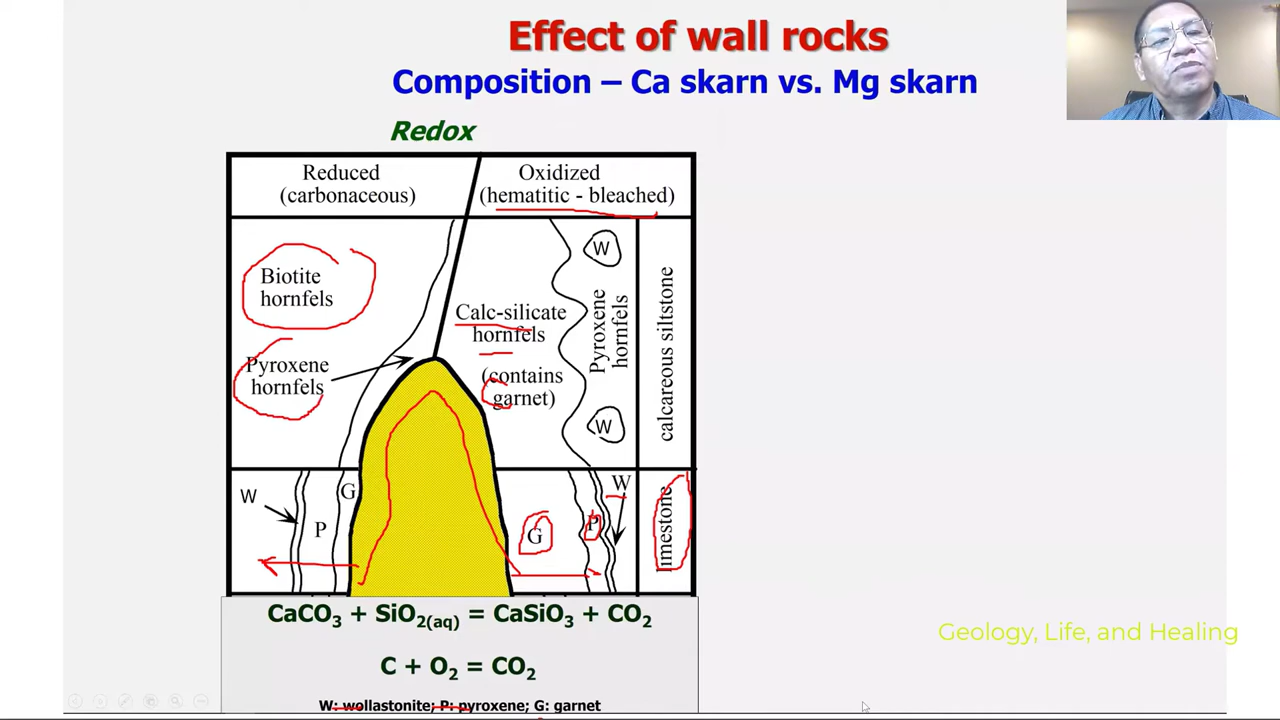 Effect of wall rocks
Composition – Ca skarn vs. Mg skarn
Redox
Reduced
(carbonaceous)
Oxidized
(hematitic - bleached)
Biotite
hornfels
Pyroxene
hornfels
Calc-silicate
hornfels
(contains
garnet)
W
Pyroxene
hornfels
W
calcareous siltstone
W
P
G
G
P
W
limestone
CaCO₃ + SiO₂(aq) = CaSiO₃ + CO₂
C + O₂ = CO₂
W: wollastonite; P: pyroxene; G: garnet
Geology, Life, and Healing